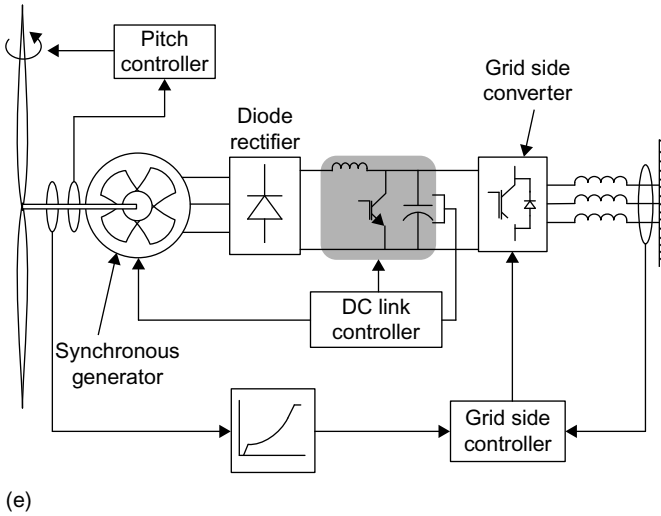 Pitch
controller
Grid side
converter
Diode
rectifier
DC link
controller
Synchronous
generator
Grid side
controller
(e)